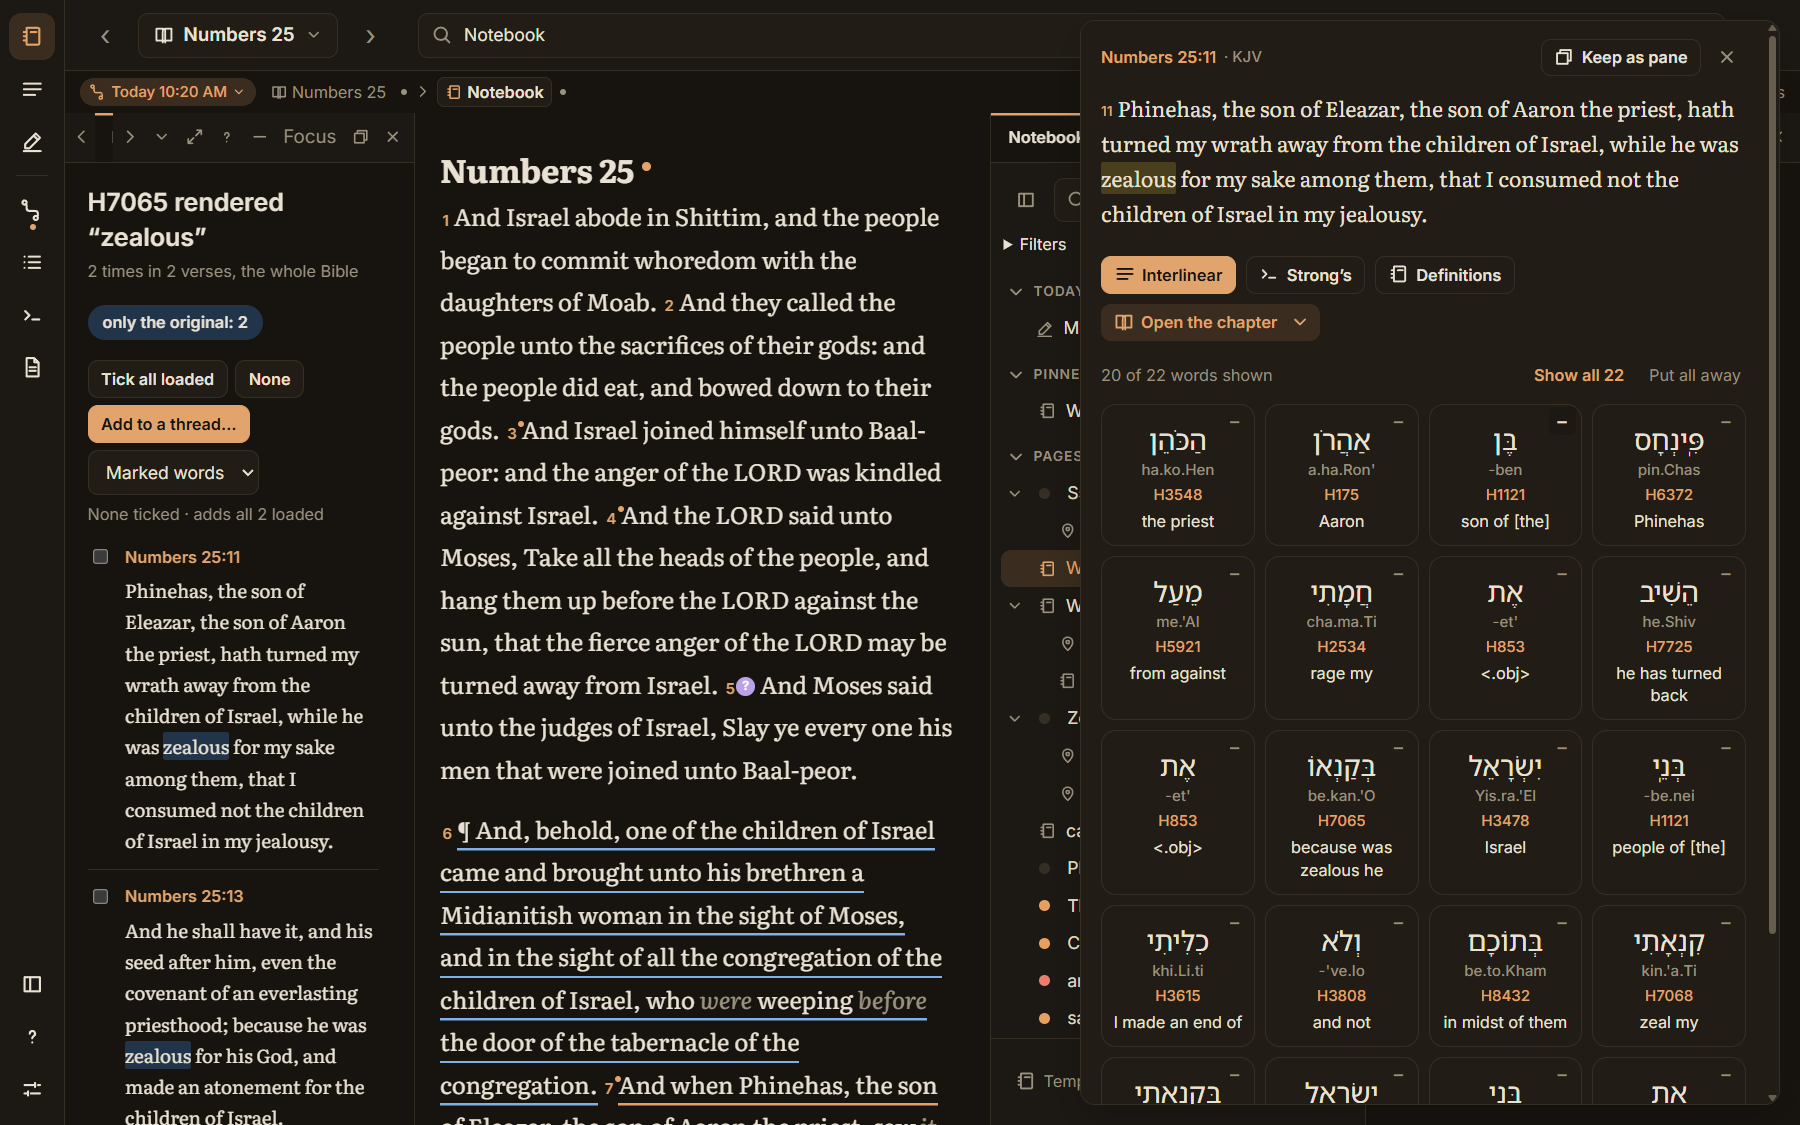 Numbers 25
Notebook
Today 10:20 AM
Numbers 25
Notebook
Focus
H7065 rendered
“zealous”
2 times in 2 verses, the whole Bible
only the original: 2
Tick all loaded
None
Add to a thread...
Marked words
None ticked · adds all 2 loaded
Numbers 25:11
Phinehas, the son of
Eleazar, the son of Aaron
the priest, hath turned my
wrath away from the
children of Israel, while he
was zealous for my sake
among them, that I
consumed not the children
of Israel in my jealousy.
Numbers 25:13
And he shall have it, and his
seed after him, even the
covenant of an everlasting
priesthood; because he was
zealous for his God, and
made an atonement for the
children of Israel.
Numbers 25
1 And Israel abode in Shittim, and the people
began to commit whoredom with the
daughters of Moab. 2 And they called the
people unto the sacrifices of their gods: and
the people did eat, and bowed down to their
gods. 3 And Israel joined himself unto Baal-
peor: and the anger of the LORD was kindled
against Israel. 4 And the LORD said unto
Moses, Take all the heads of the people, and
hang them up before the LORD against the
sun, that the fierce anger of the LORD may be
turned away from Israel. 5 ? And Moses said
unto the judges of Israel, Slay ye every one his
men that were joined unto Baal-peor.
6 ¶ And, behold, one of the children of Israel
came and brought unto his brethren a
Midianitish woman in the sight of Moses,
and in the sight of all the congregation of the
children of Israel, who were weeping before
the door of the tabernacle of the
congregation. 7 And when Phinehas, the son
of Eleazar, the son of Aaron the priest, saw it
Notebook
Filters
TODAY
M
PINNE
W
PAGES
S
W
W
Z
ca
P
T
C
a
sa
Temp
Numbers 25:11 · KJV
Keep as pane
11 Phinehas, the son of Eleazar, the son of Aaron the priest, hath
turned my wrath away from the children of Israel, while he was
zealous for my sake among them, that I consumed not the
children of Israel in my jealousy.
Interlinear
Strong’s
Definitions
Open the chapter
20 of 22 words shown
Show all 22
Put all away
הַכֹּהֵן אַהֲרֹן בֶּן פִּינְחָס
ha.ko.Hen a.ha.Ron' -ben pin.Chas
H3548 H175 H1121 H6372
the priest Aaron son of [the] Phinehas
מֵעַל חֲמָתִי אֶת הֵשִׁיב
me.'Al cha.ma.Ti -et' he.Shiv
H5921 H2534 H853 H7725
from against rage my <.obj> he has turned
back
אֶת בְּקַנְאוֹ יִשְׂרָאֵל בְּנֵי
-et' be.kan.'O Yis.ra.'El -be.nei
H853 H7065 H3478 H1121
<.obj> because was Israel people of [the]
zealous he
כִלִּיתִי וְלֹא בְּתוֹכָם קִנְאָתִי
khi.Li.ti -'ve.lo be.to.Kham kin.'a.Ti
H3615 H3808 H8432 H7068
I made an end of and not in midst of them zeal my
בקנאתי ישראל בני את